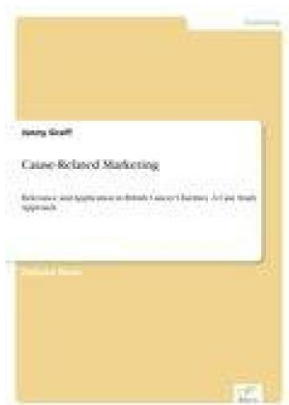 Jenny Graff
Cause-Related Marketing
Relevance and Application in British Cancer Charities. A Case Study
Approach